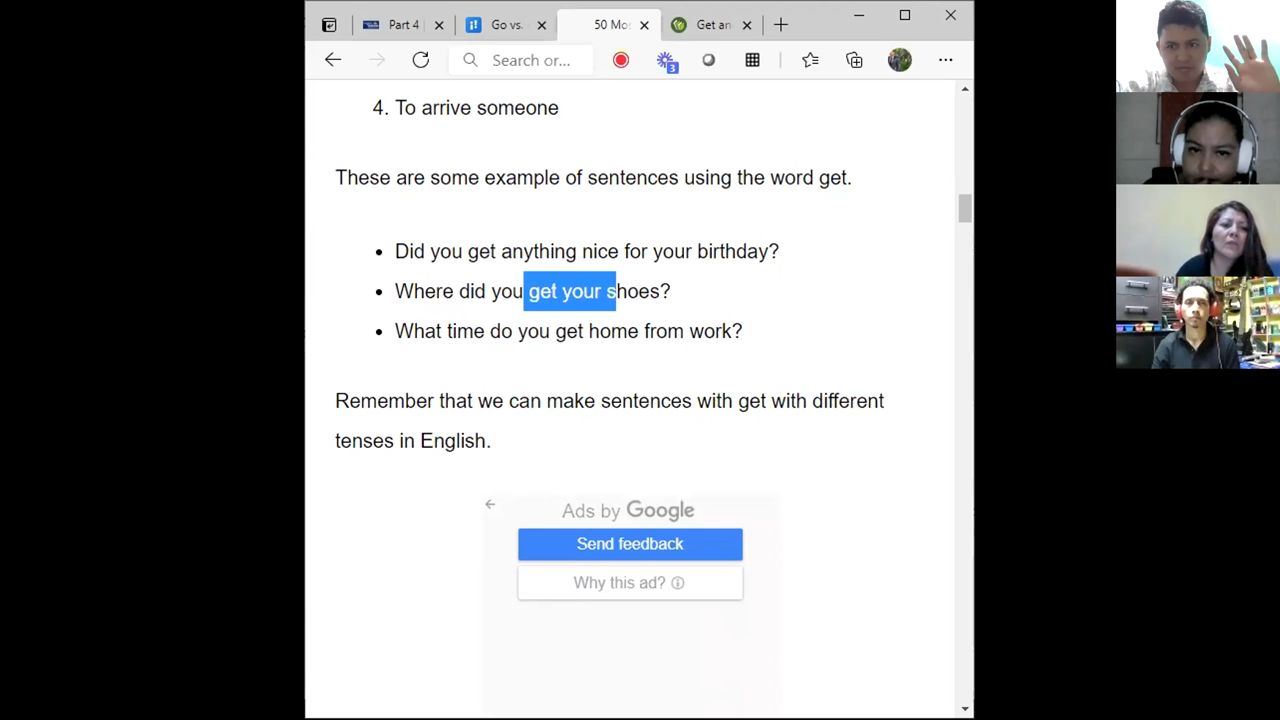 Part 4
Go vs.
50 Mo
Get an
Search or...
3
4. To arrive someone
These are some example of sentences using the word get.
• Did you get anything nice for your birthday?
• Where did you get your shoes?
• What time do you get home from work?
Remember that we can make sentences with get with different
tenses in English.
Ads by Google
Send feedback
Why this ad?